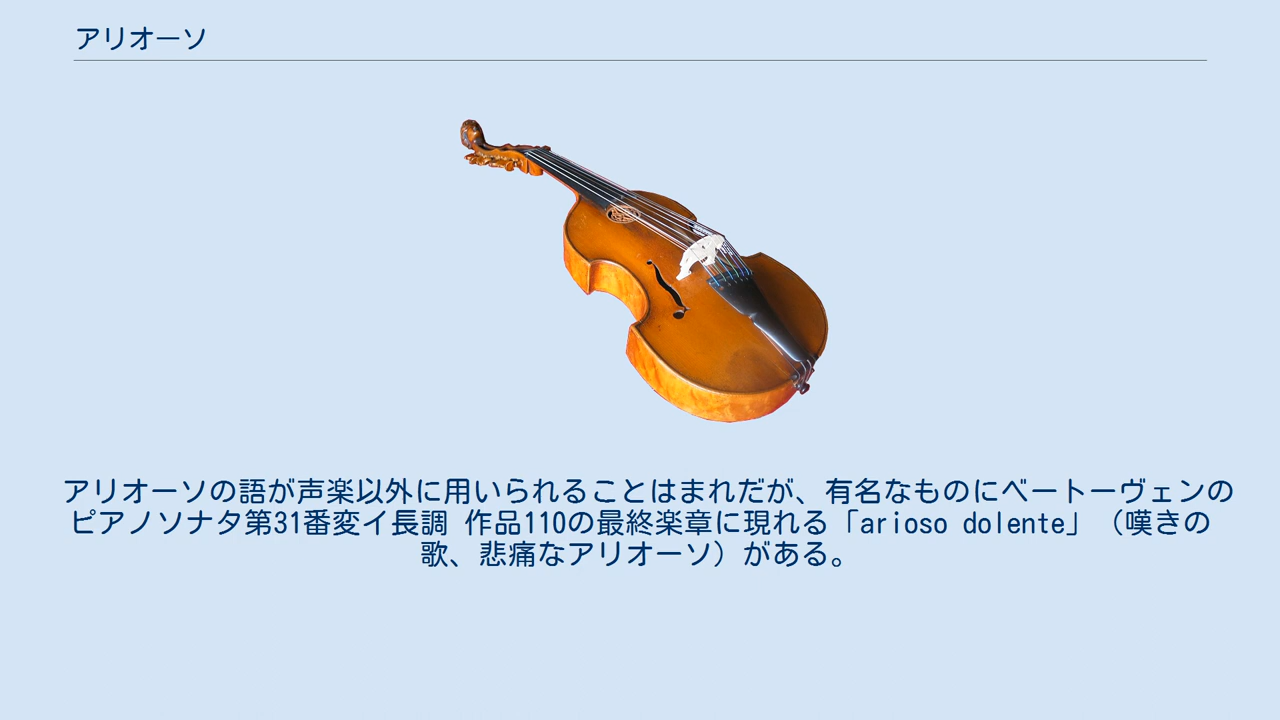 アリオーソ
アリオーソの語が声楽以外に用いられることはまれだが、有名なものにベートーヴェンの
ピアノソナタ第31番変イ長調 作品110の最終楽章に現れる「arioso dolente」（嘆きの
歌、悲痛なアリオーソ）がある。